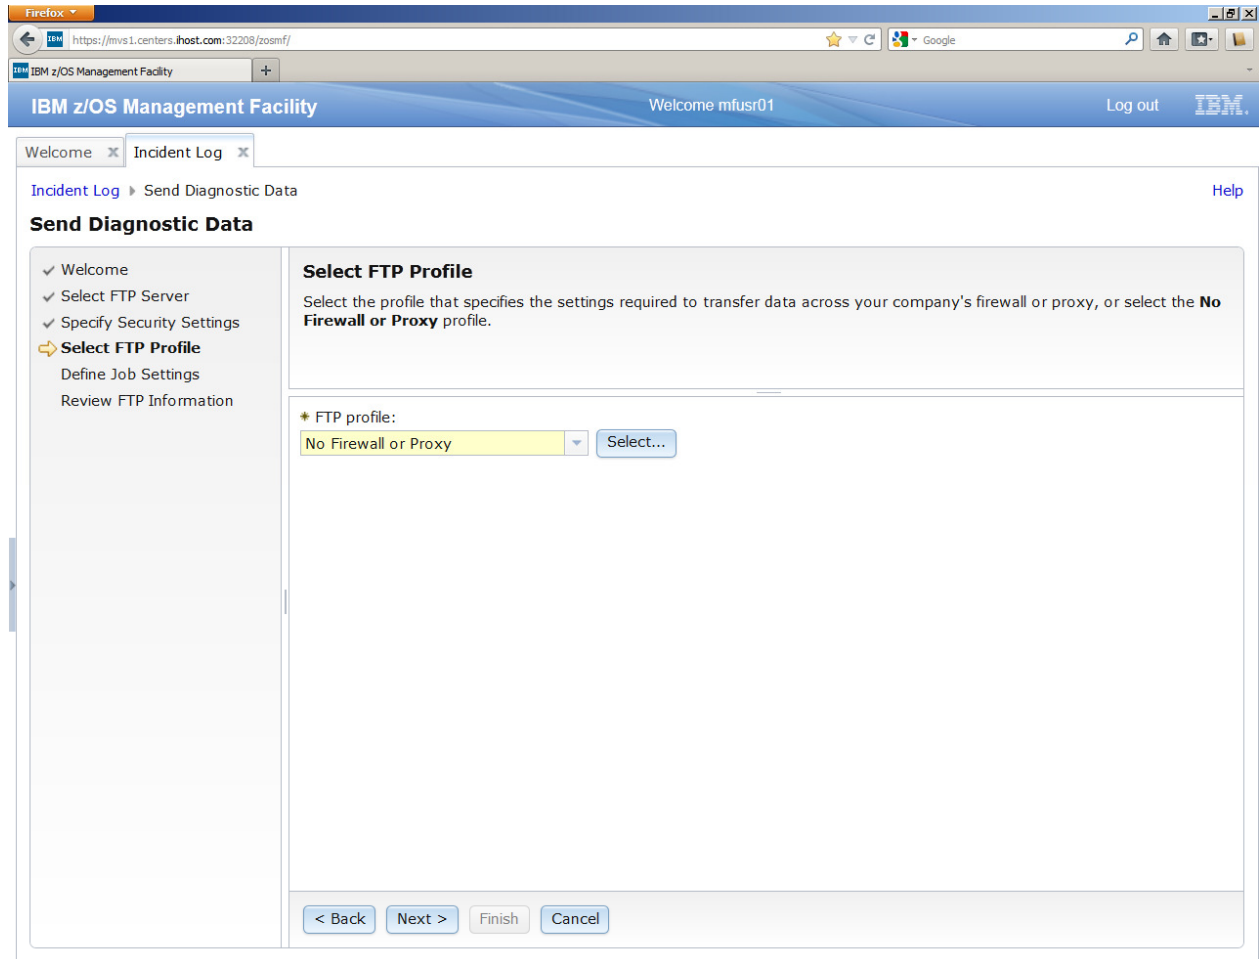 Firefox
https://mvs1.centers.ihost.com:32208/zosmf/
Google
IBM z/OS Management Facility
IBM z/OS Management Facility
Welcome mfusr01
Log out
IBM.
Welcome
Incident Log
Incident Log
Send Diagnostic Data
Help
Send Diagnostic Data
Welcome
Select FTP Server
Specify Security Settings
Select FTP Profile
Define Job Settings
Review FTP Information
Select FTP Profile
Select the profile that specifies the settings required to transfer data across your company's firewall or proxy, or select the No
Firewall or Proxy profile.
* FTP profile:
No Firewall or Proxy
Select...
< Back
Next >
Finish
Cancel